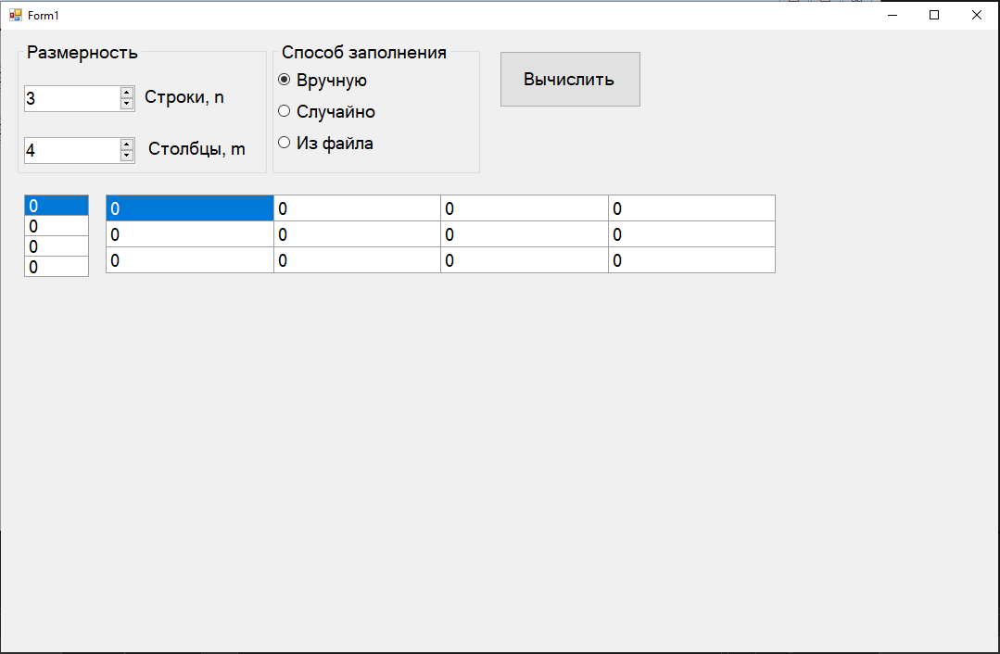 Form1
Размерность
3 Строки, n
4 Столбцы, m
Способ заполнения
Вручную
Случайно
Из файла
Вычислить
0
0
0
0
0 0 0 0
0 0 0 0
0 0 0 0